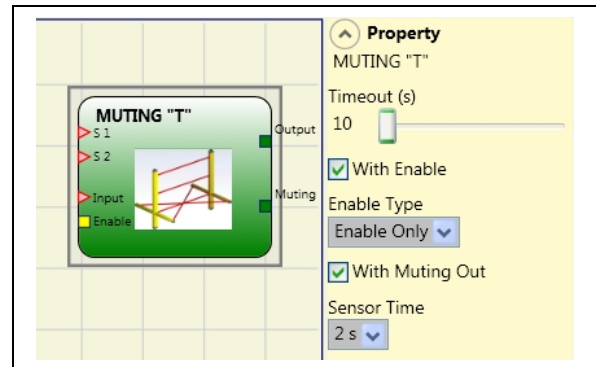 MUTING "T"
S 1
S 2
Input
Enable
Output
Muting
Property
MUTING "T"
Timeout (s)
10
With Enable
Enable Type
Enable Only
With Muting Out
Sensor Time
2 s